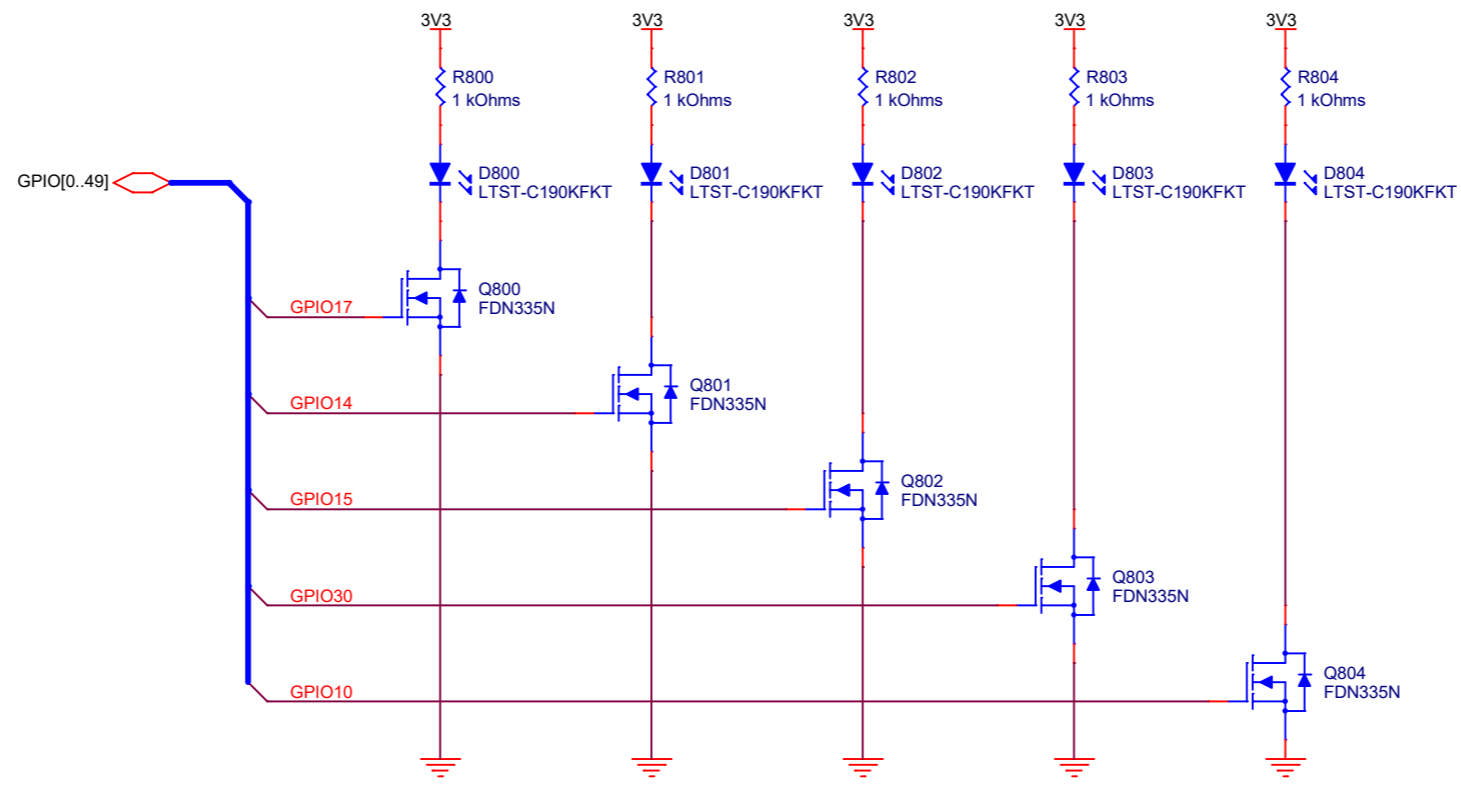 3V3
3V3
3V3
3V3
3V3
R800
1 kOhms
R801
1 kOhms
R802
1 kOhms
R803
1 kOhms
R804
1 kOhms
GPIO[0..49]
D800
LTST-C190KFKT
D801
LTST-C190KFKT
D802
LTST-C190KFKT
D803
LTST-C190KFKT
D804
LTST-C190KFKT
GPIO17
Q800
FDN335N
GPIO14
Q801
FDN335N
GPIO15
Q802
FDN335N
GPIO30
Q803
FDN335N
GPIO10
Q804
FDN335N